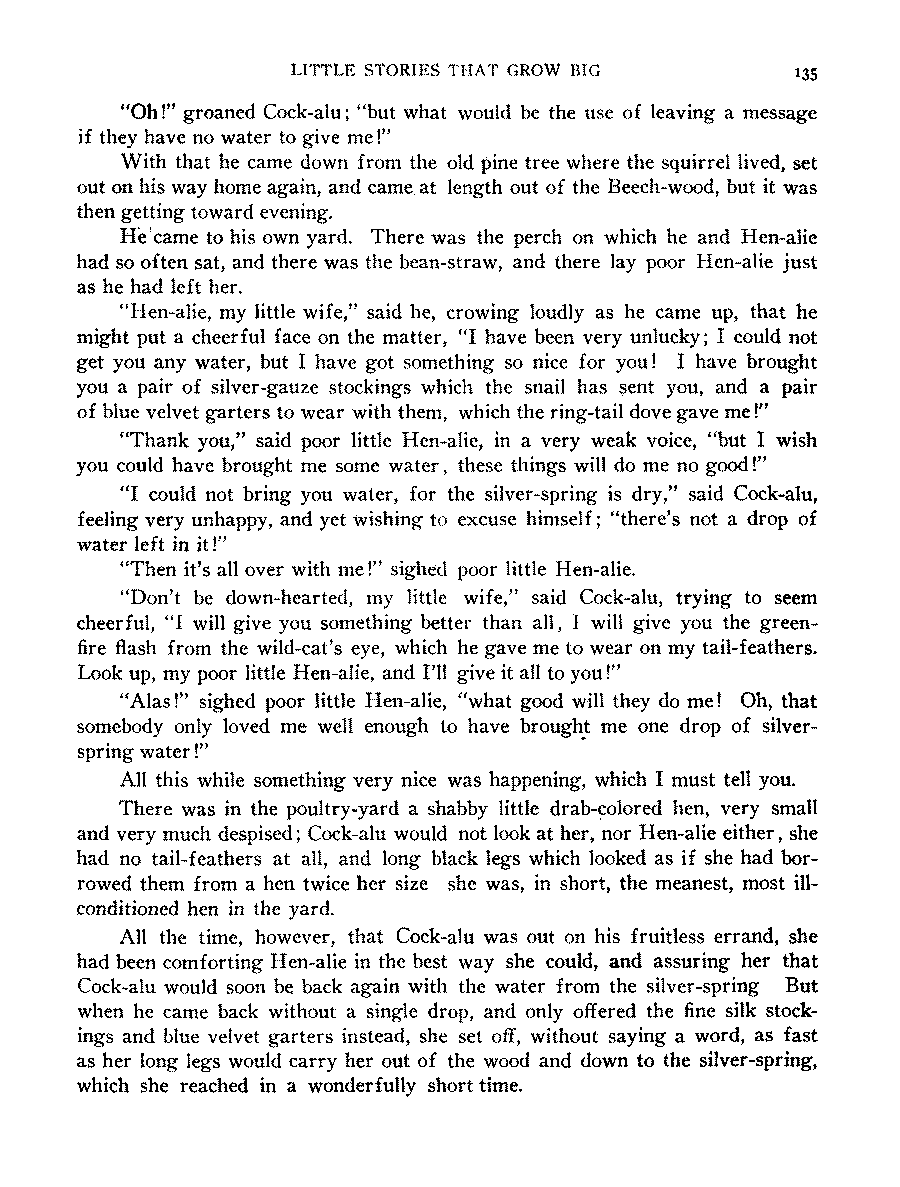 LITTLE STORIES THAT GROW BIG 135
"Oh!" groaned Cock-alu; "but what would be the use of leaving a message
if they have no water to give me!"
With that he came down from the old pine tree where the squirrel lived, set
out on his way home again, and came at length out of the Beech-wood, but it was
then getting toward evening.
He came to his own yard. There was the perch on which he and Hen-alie
had so often sat, and there was the bean-straw, and there lay poor Hen-alie just
as he had left her.
"Hen-alie, my little wife," said he, crowing loudly as he came up, that he
might put a cheerful face on the matter, "I have been very unlucky; I could not
get you any water, but I have got something so nice for you! I have brought
you a pair of silver-gauze stockings which the snail has sent you, and a pair
of blue velvet garters to wear with them, which the ring-tail dove gave me!"
"Thank you," said poor little Hen-alie, in a very weak voice, "but I wish
you could have brought me some water, these things will do me no good!"
"I could not bring you water, for the silver-spring is dry," said Cock-alu,
feeling very unhappy, and yet wishing to excuse himself; "there's not a drop of
water left in it!"
"Then it's all over with me!" sighed poor little Hen-alie.
"Don't be down-hearted, my little wife," said Cock-alu, trying to seem
cheerful, "I will give you something better than all, I will give you the green-
fire flash from the wild-cat's eye, which he gave me to wear on my tail-feathers.
Look up, my poor little Hen-alie, and I'll give it all to you!"
"Alas!" sighed poor little Hen-alie, "what good will they do me! Oh, that
somebody only loved me well enough to have brought me one drop of silver-
spring water!"
All this while something very nice was happening, which I must tell you.
There was in the poultry-yard a shabby little drab-colored hen, very small
and very much despised; Cock-alu would not look at her, nor Hen-alie either, she
had no tail-feathers at all, and long black legs which looked as if she had bor-
rowed them from a hen twice her size she was, in short, the meanest, most ill-
conditioned hen in the yard.
All the time, however, that Cock-alu was out on his fruitless errand, she
had been comforting Hen-alie in the best way she could, and assuring her that
Cock-alu would soon be back again with the water from the silver-spring But
when he came back without a single drop, and only offered the fine silk stock-
ings and blue velvet garters instead, she set off, without saying a word, as fast
as her long legs would carry her out of the wood and down to the silver-spring,
which she reached in a wonderfully short time.